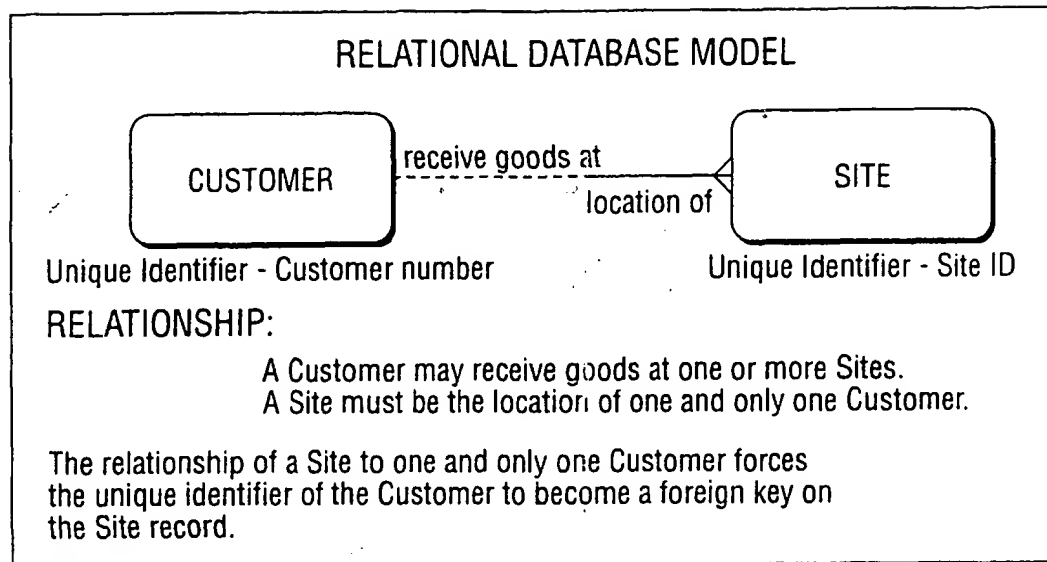 RELATIONAL DATABASE MODEL
CUSTOMER
receive goods at
location of
SITE
Unique Identifier - Customer number
Unique Identifier - Site ID
RELATIONSHIP:
A Customer may receive goods at one or more Sites.
A Site must be the location of one and only one Customer.
The relationship of a Site to one and only one Customer forces
the unique identifier of the Customer to become a foreign key on
the Site record.